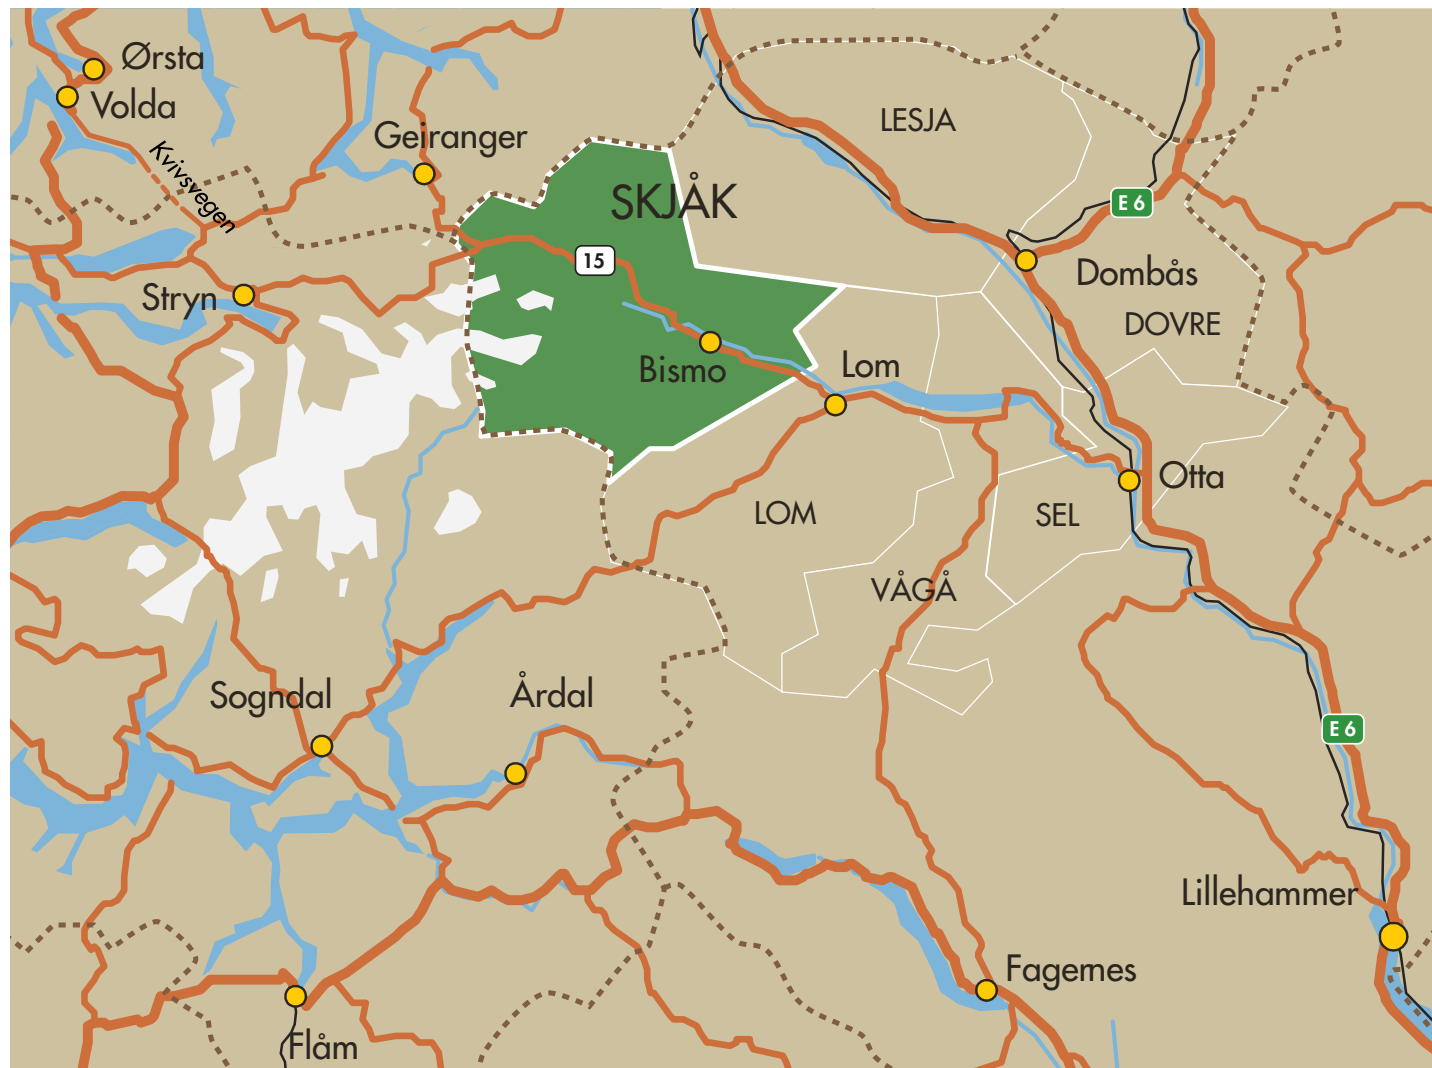 Ørsta
Volda
Geiranger
Kvivsvegen
LESJA
SKJÅK
E 6
15
Dombås
Stryn
DOVRE
Bismo
Lom
Otta
LOM
SEL
VÅGÅ
Sogndal
Årdal
E 6
Lillehammer
Fagernes
Flåm